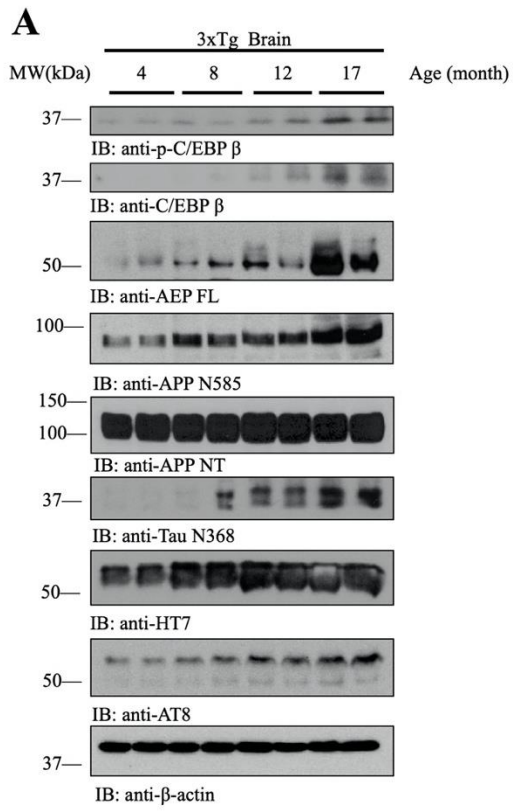 A
3xTg Brain
MW(kDa) 4 8 12 17 Age (month)
37
IB: anti-p-C/EBP β
37
IB: anti-C/EBP β
50
IB: anti-AEP FL
100
IB: anti-APP N585
150
100
IB: anti-APP NT
37
IB: anti-Tau N368
50
IB: anti-HT7
50
IB: anti-AT8
37
IB: anti-β-actin